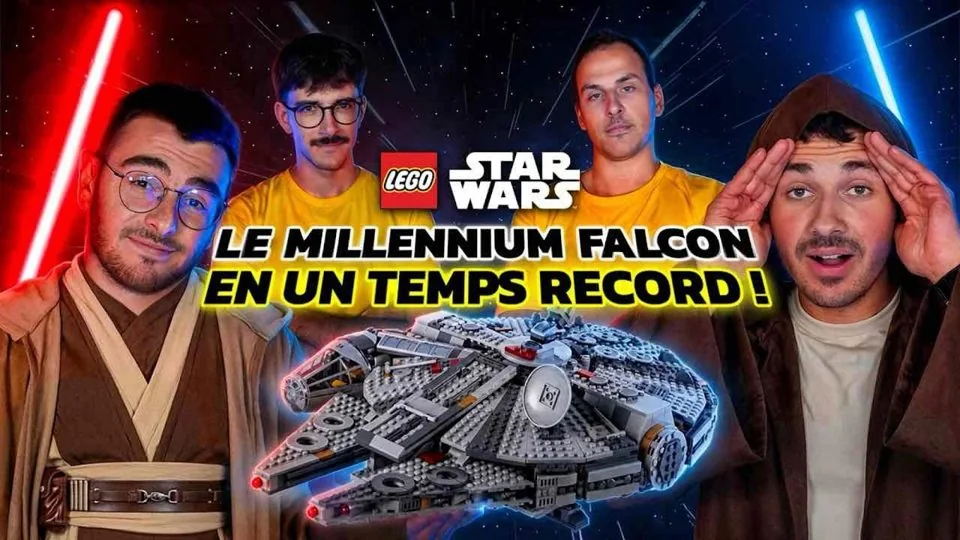 LEGO
STAR
WARS
LE MILLENNIUM FALCON
EN UN TEMPS RECORD !